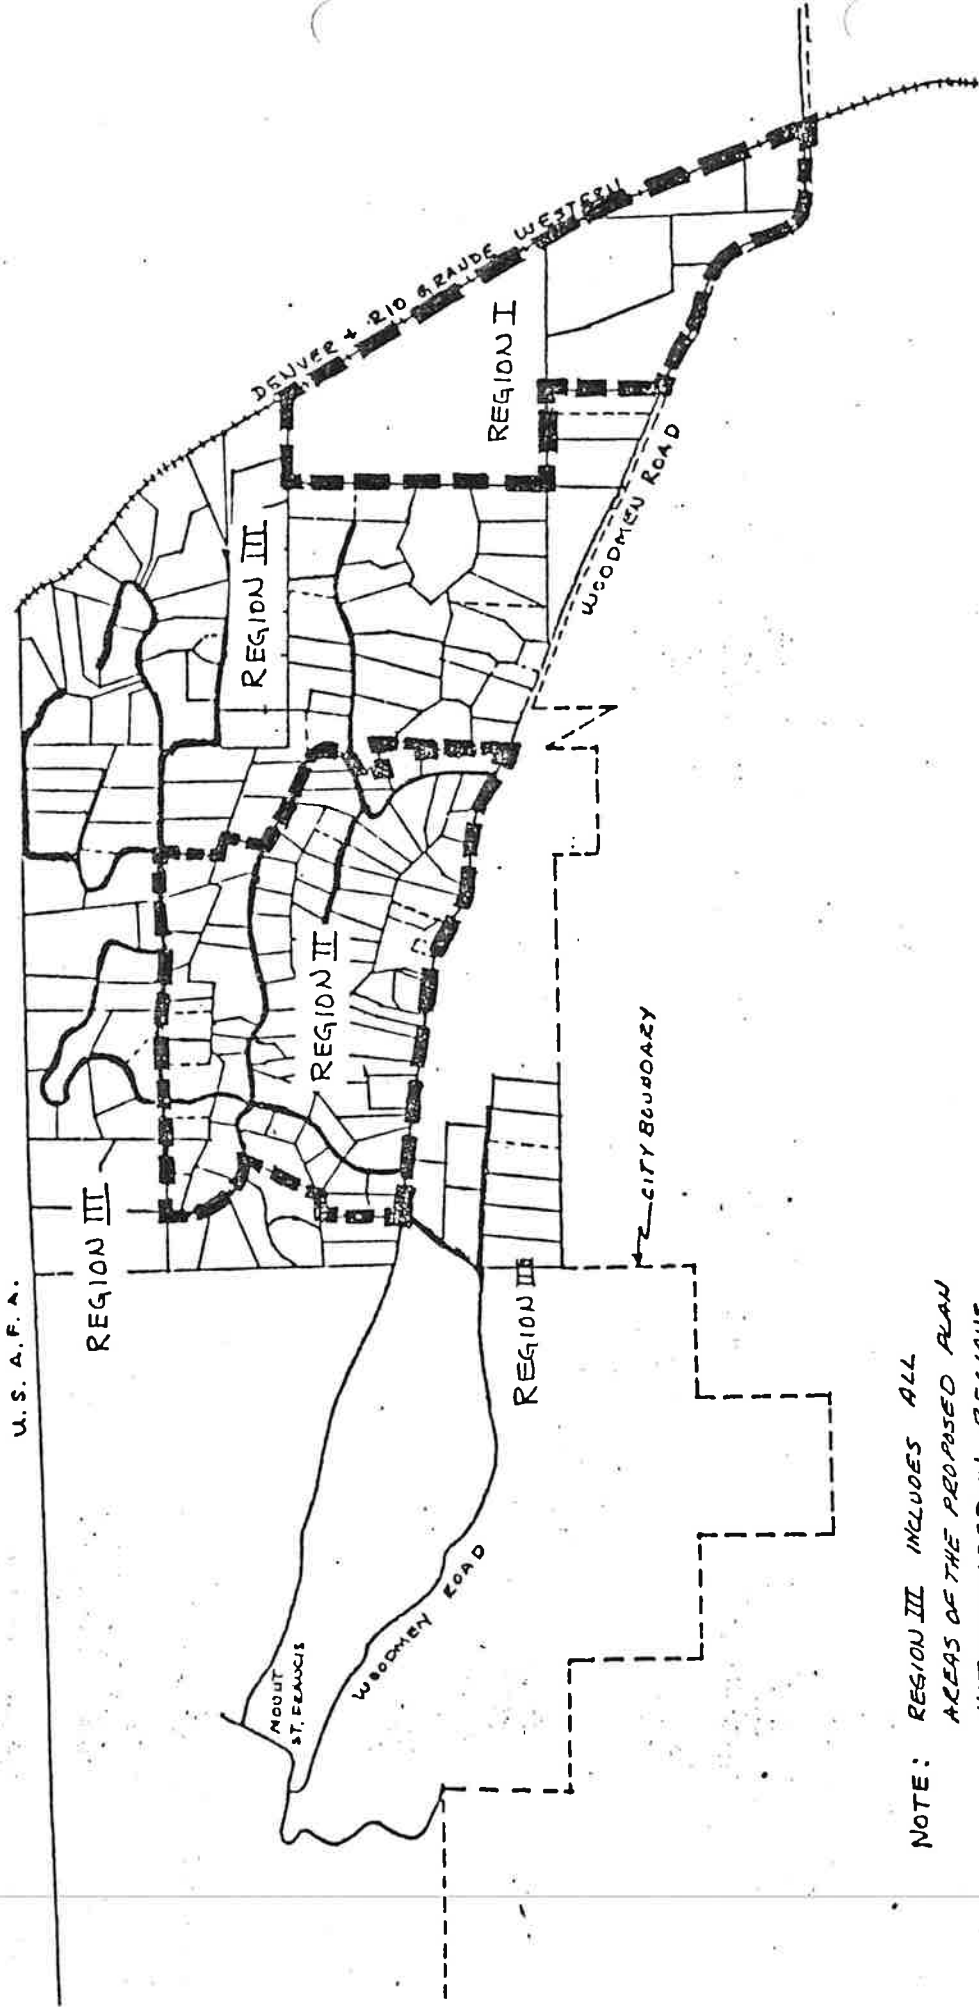 U. S. A. F. A.
DENVER + RIO GRANDE WESTERN
REGION I
REGION III
REGION II
REGION III
REGION III
WOODMEN ROAD
CITY BOUNDARY
MOUNT
ST. FRANCIS
WOODMEN ROAD
NOTE: REGION III INCLUDES ALL
AREAS OF THE PROPOSED PLAN